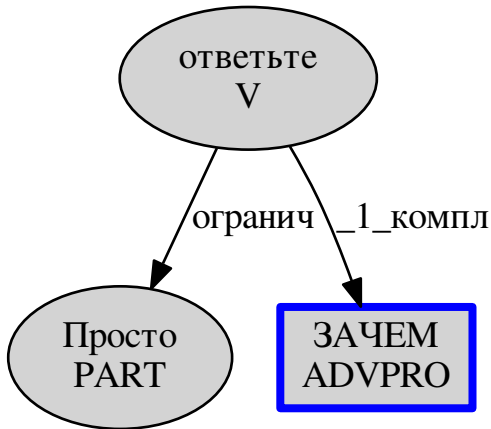 ответьте
V
огранич _1_компл
Просто
PART
ЗАЧЕМ
ADVPRO